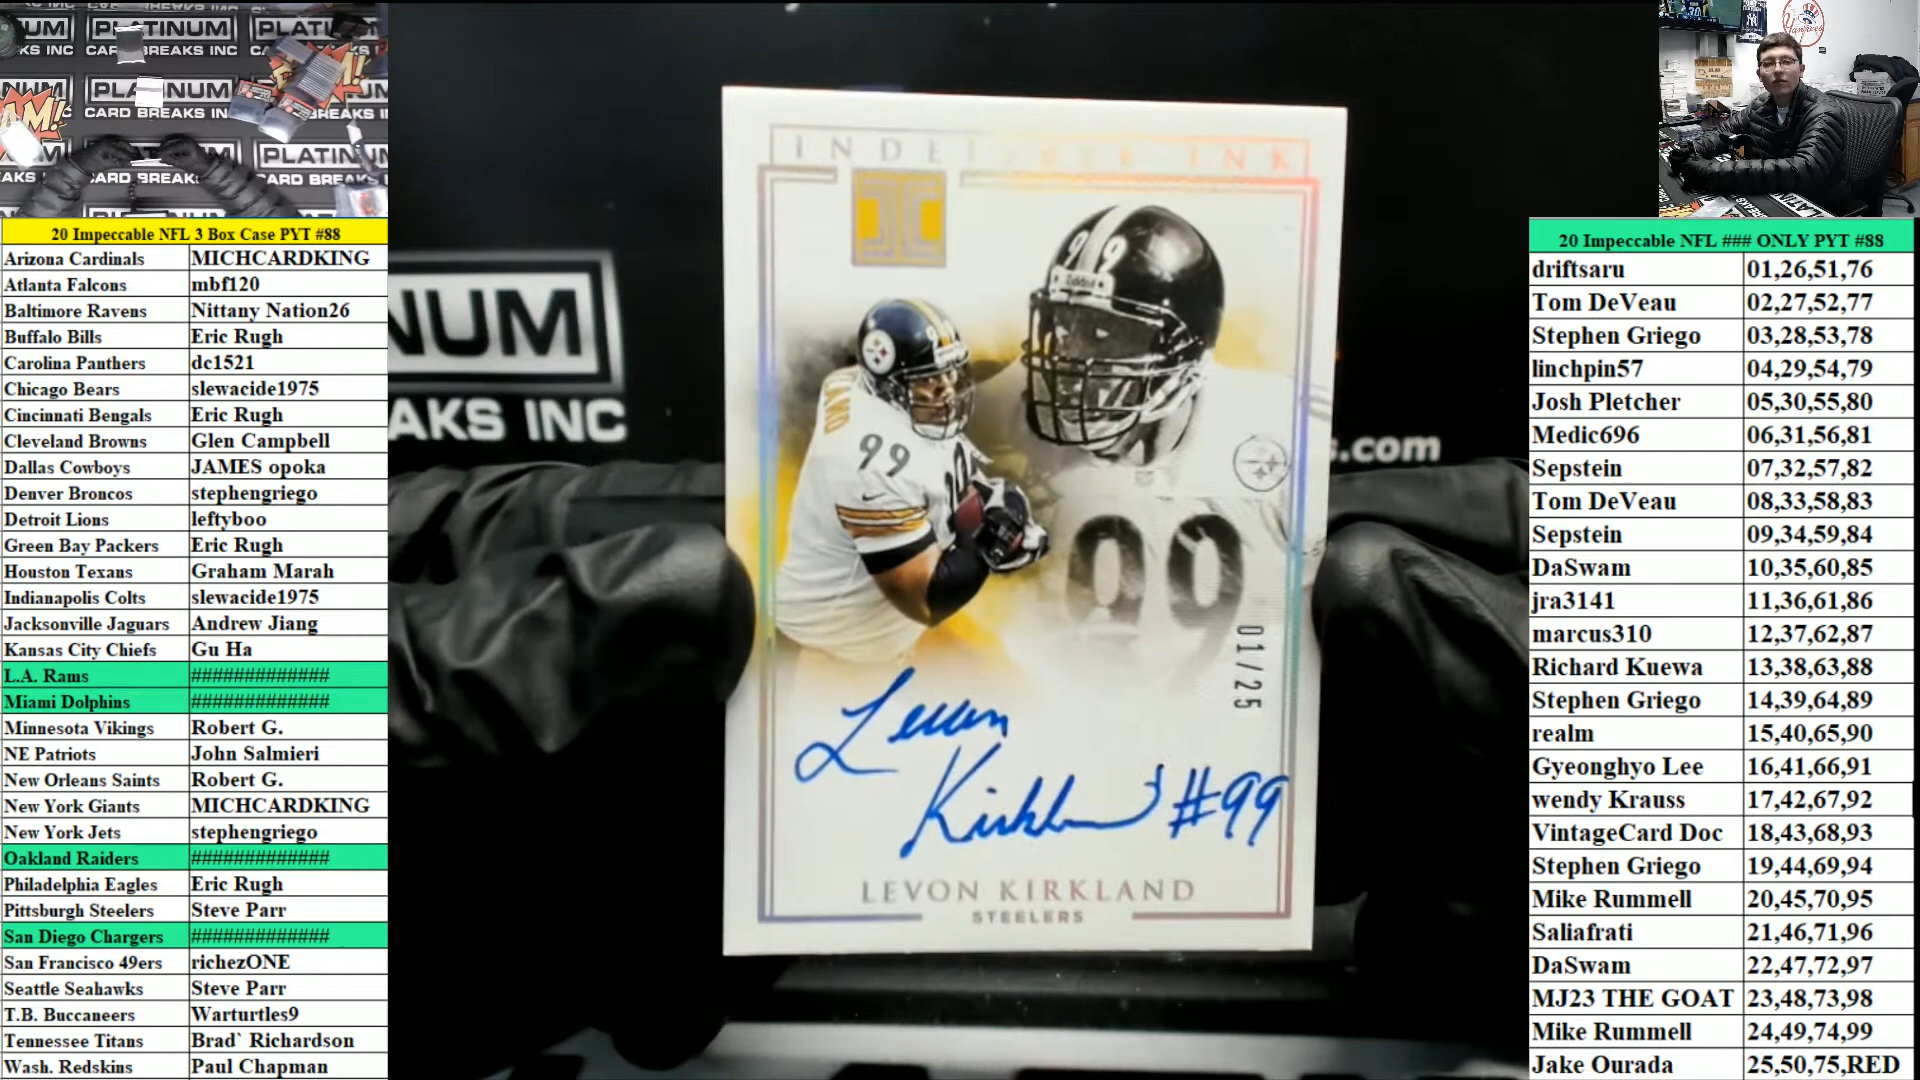 PLATINUM
CARD BREAKS INC
20 Impeccable NFL 3 Box Case PYT #88
Arizona Cardinals MICHCARDKING
Atlanta Falcons mbf120
Baltimore Ravens Nittany Nation26
Buffalo Bills Eric Rugh
Carolina Panthers dc1521
Chicago Bears slewacide1975
Cincinnati Bengals Eric Rugh
Cleveland Browns Glen Campbell
Dallas Cowboys JAMES opoka
Denver Broncos stephengriego
Detroit Lions leftyboo
Green Bay Packers Eric Rugh
Houston Texans Graham Marah
Indianapolis Colts slewacide1975
Jacksonville Jaguars Andrew Jiang
Kansas City Chiefs Gu Ha
L.A. Rams #############
Miami Dolphins #############
Minnesota Vikings Robert G.
NE Patriots John Salmieri
New Orleans Saints Robert G.
New York Giants MICHCARDKING
New York Jets stephengriego
Oakland Raiders #############
Philadelphia Eagles Eric Rugh
Pittsburgh Steelers Steve Parr
San Diego Chargers #############
San Francisco 49ers richezONE
Seattle Seahawks Steve Parr
T.B. Buccaneers Warturtles9
Tennessee Titans Brad` Richardson
Wash. Redskins Paul Chapman
NUM
AKS INC
s.com
INK
99
99
01/25
Levon
Kirkland #99
LEVON KIRKLAND
STEELERS
Yankees
20 Impeccable NFL ### ONLY PYT #88
driftsaru 01,26,51,76
Tom DeVeau 02,27,52,77
Stephen Griego 03,28,53,78
linchpin57 04,29,54,79
Josh Pletcher 05,30,55,80
Medic696 06,31,56,81
Sepstein 07,32,57,82
Tom DeVeau 08,33,58,83
Sepstein 09,34,59,84
DaSwam 10,35,60,85
jra3141 11,36,61,86
marcus310 12,37,62,87
Richard Kuewa 13,38,63,88
Stephen Griego 14,39,64,89
realm 15,40,65,90
Gyeonghyo Lee 16,41,66,91
wendy Krauss 17,42,67,92
VintageCard Doc 18,43,68,93
Stephen Griego 19,44,69,94
Mike Rummell 20,45,70,95
Saliafrati 21,46,71,96
DaSwam 22,47,72,97
MJ23 THE GOAT 23,48,73,98
Mike Rummell 24,49,74,99
Jake Ourada 25,50,75,RED